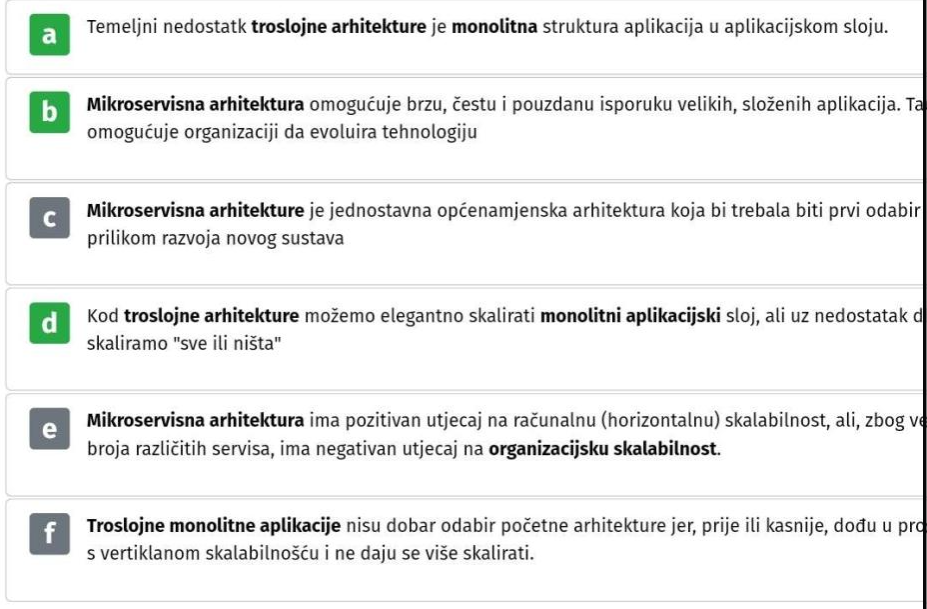 a Temeljni nedostatk troslojne arhitekture je monolitna struktura aplikacija u aplikacijskom sloju.
b Mikroservisna arhitektura omogućuje brzu, čestu i pouzdanu isporuku velikih, složenih aplikacija. Ta
omogućuje organizaciji da evoluira tehnologiju
c Mikroservisna arhitekture je jednostavna općenamjenska arhitektura koja bi trebala biti prvi odabir
prilikom razvoja novog sustava
d Kod troslojne arhitekture možemo elegantno skalirati monolitni aplikacijski sloj, ali uz nedostatak d
skaliramo "sve ili ništa"
e Mikroservisna arhitektura ima pozitivan utjecaj na računalnu (horizontalnu) skalabilnost, ali, zbog ve
broja različitih servisa, ima negativan utjecaj na organizacijsku skalabilnost.
f Troslojne monolitne aplikacije nisu dobar odabir početne arhitekture jer, prije ili kasnije, dođu u pro
s vertiklanom skalabilnošću i ne daju se više skalirati.